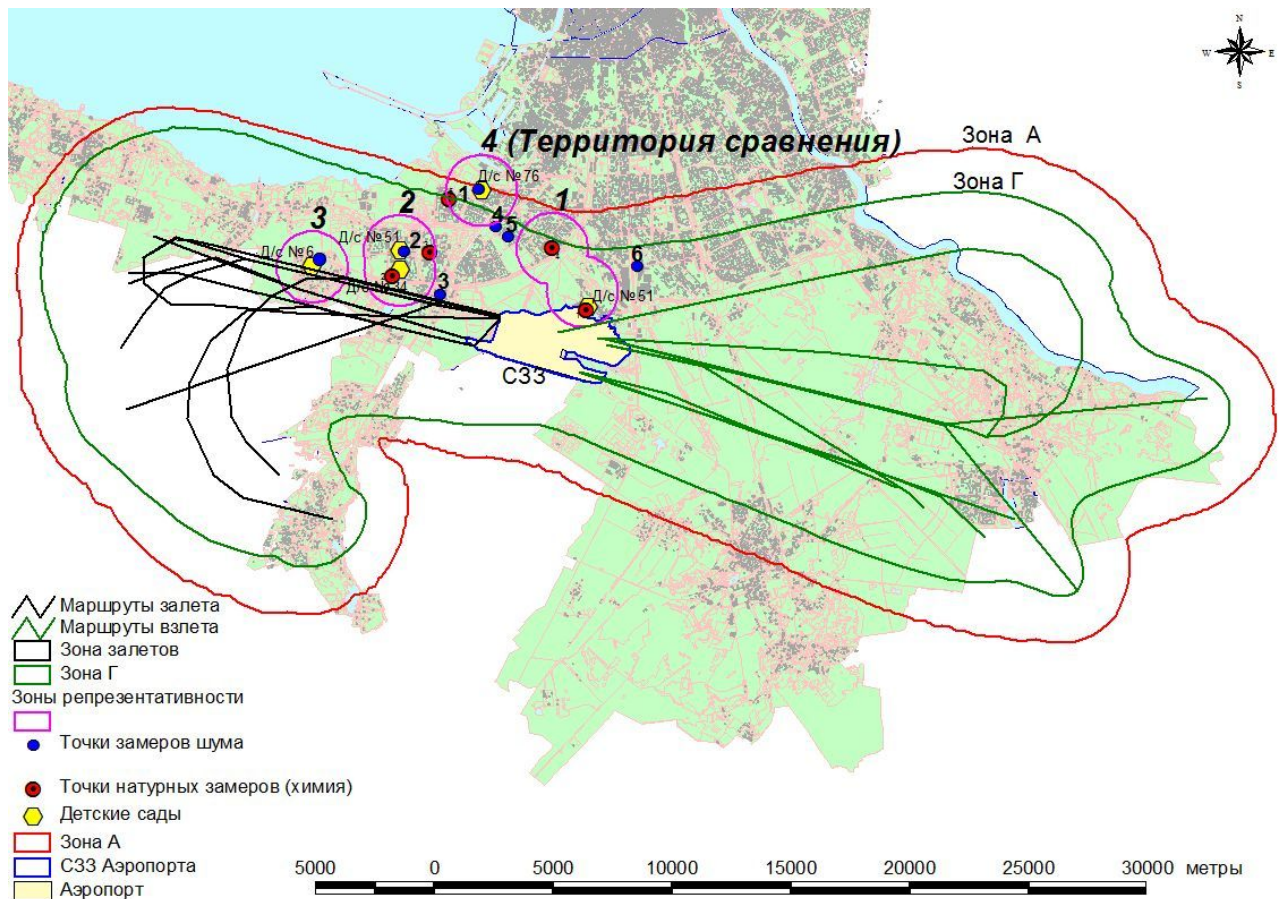 N
W E
S
4 (Территория сравнения)
Зона А
Зона Г
Д/с №76
1
2
1
3
4
5
Д/с №51
2
6
Д/с №6
3
Д/с №51
СЗЗ
Маршруты залета
Маршруты взлета
Зона залетов
Зона Г
Зоны репрезентативности
Точки замеров шума
Точки натурных замеров (химия)
Детские сады
Зона А
СЗЗ Аэропорта
Аэропорт
5000 0 5000 10000 15000 20000 25000 30000 метры